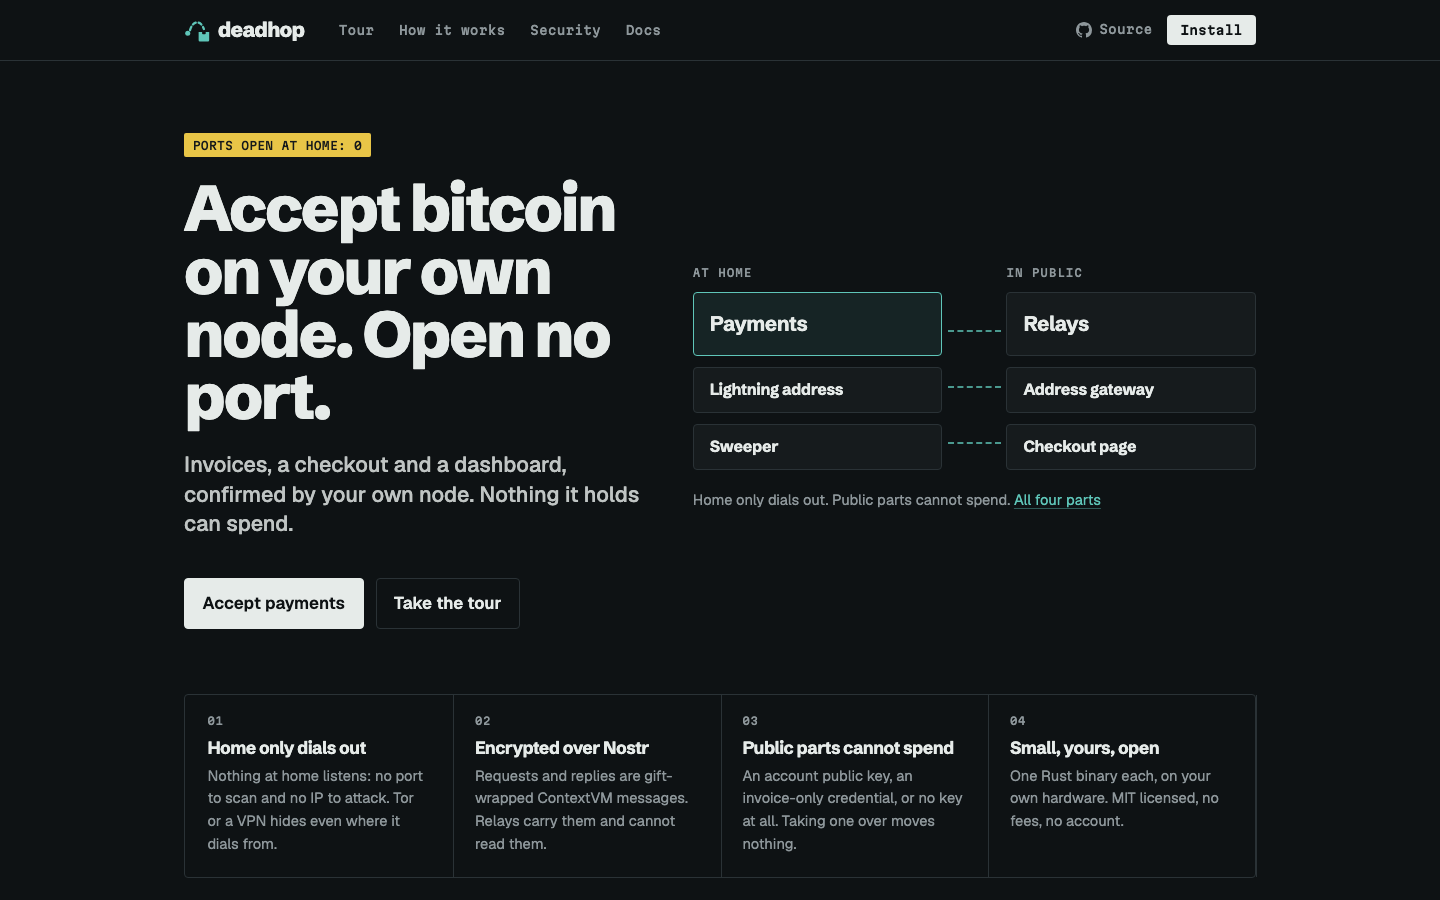 deadhop
Tour
How it works
Security
Docs
Source
Install
PORTS OPEN AT HOME: 0
Accept bitcoin
on your own
node. Open no
port.
Invoices, a checkout and a dashboard,
confirmed by your own node. Nothing it holds
can spend.
Accept payments
Take the tour
AT HOME
IN PUBLIC
Payments
Relays
Lightning address
Address gateway
Sweeper
Checkout page
Home only dials out. Public parts cannot spend. All four parts
01
Home only dials out
Nothing at home listens: no port
to scan and no IP to attack. Tor
or a VPN hides even where it
dials from.
02
Encrypted over Nostr
Requests and replies are gift-
wrapped ContextVM messages.
Relays carry them and cannot
read them.
03
Public parts cannot spend
An account public key, an
invoice-only credential, or no key
at all. Taking one over moves
nothing.
04
Small, yours, open
One Rust binary each, on your
own hardware. MIT licensed, no
fees, no account.